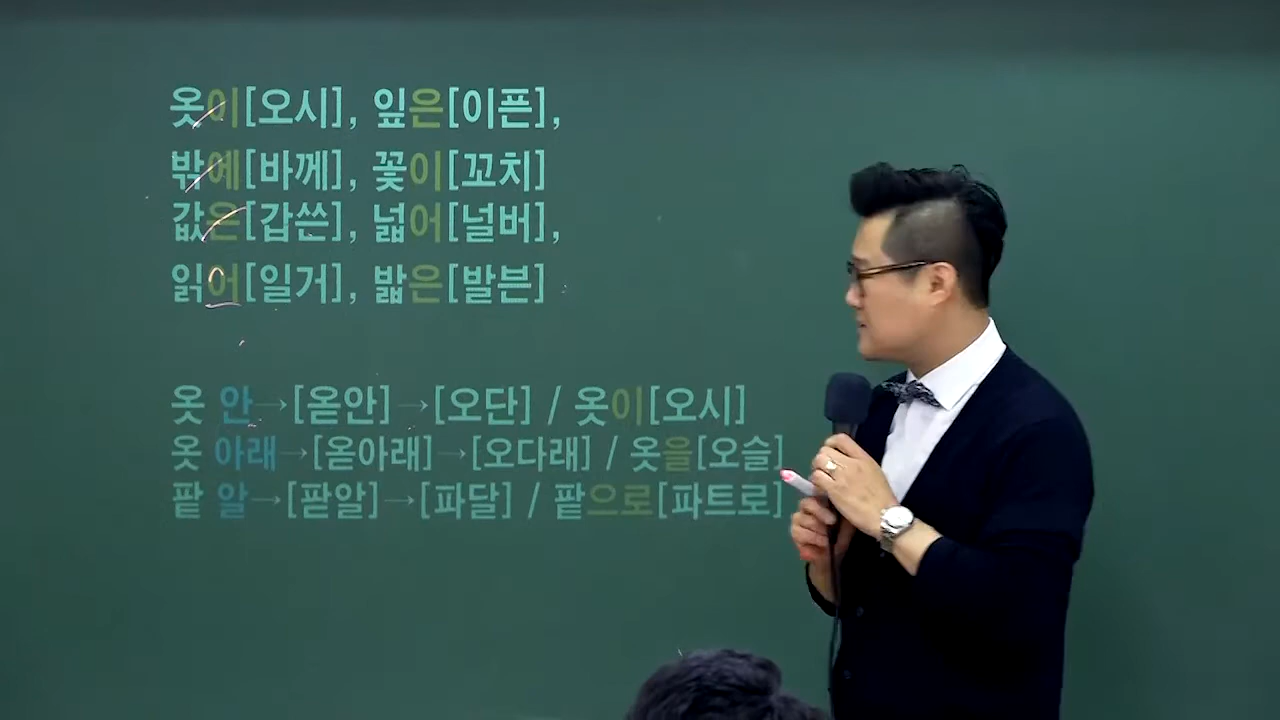 옷이[오시], 잎은[이픈],
밖에[바께], 꽃이[꼬치]
값은[갑쓴], 넓어[널버],
읽어[일거], 밟은[발븐]
옷 안→[옫안]→[오단] / 옷이[오시]
옷 아래→[옫아래]→[오다래] / 옷을[오슬]
팥 알→[팓알]→[파달] / 팥으로[파트로]